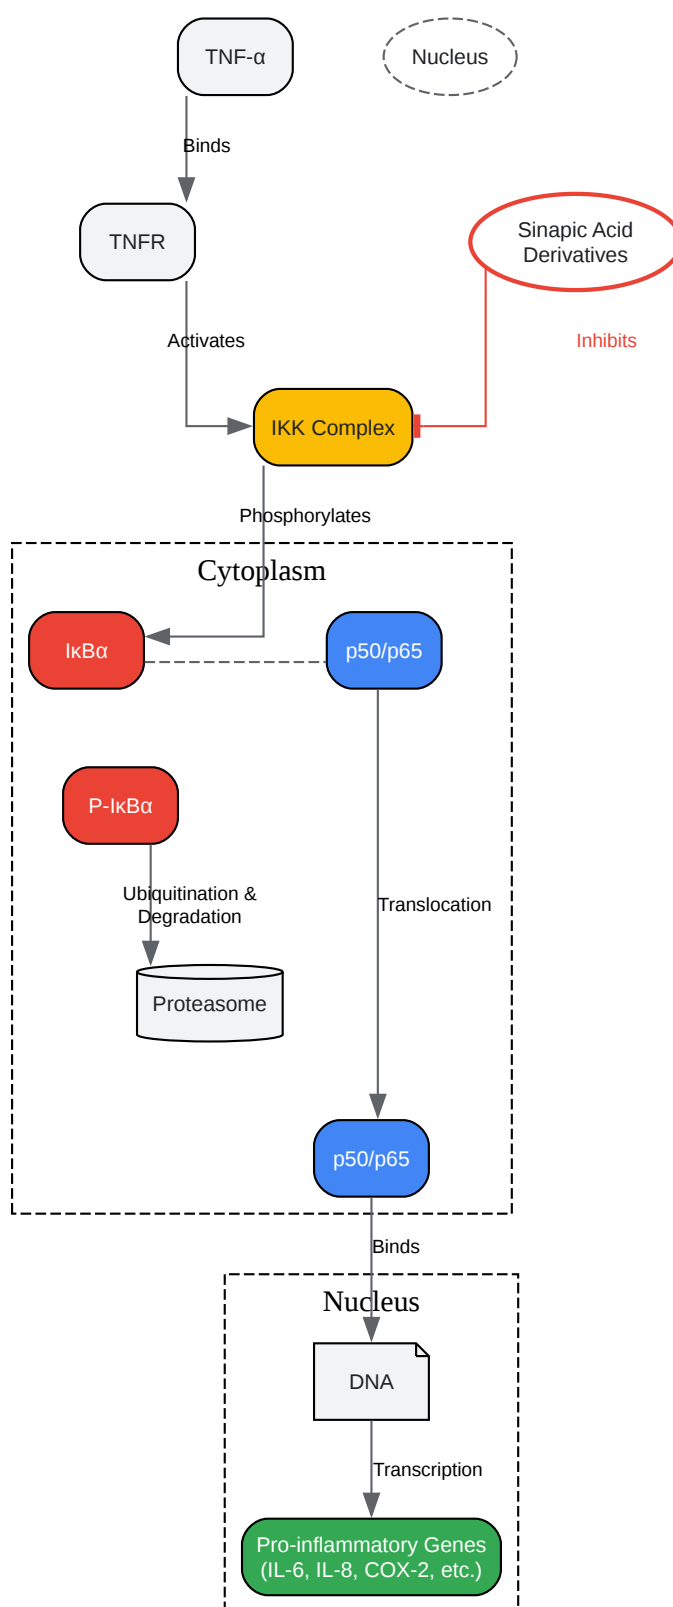 TNF-α
Nucleus
Binds
TNFR
Sinapic Acid
Derivatives
Activates
Inhibits
IKK Complex
Phosphorylates
Cytoplasm
IκBα
p50/p65
P-IκBα
Ubiquitination &
Degradation
Translocation
Proteasome
p50/p65
Binds
Nucleus
DNA
Transcription
Pro-inflammatory Genes
(IL-6, IL-8, COX-2, etc.)